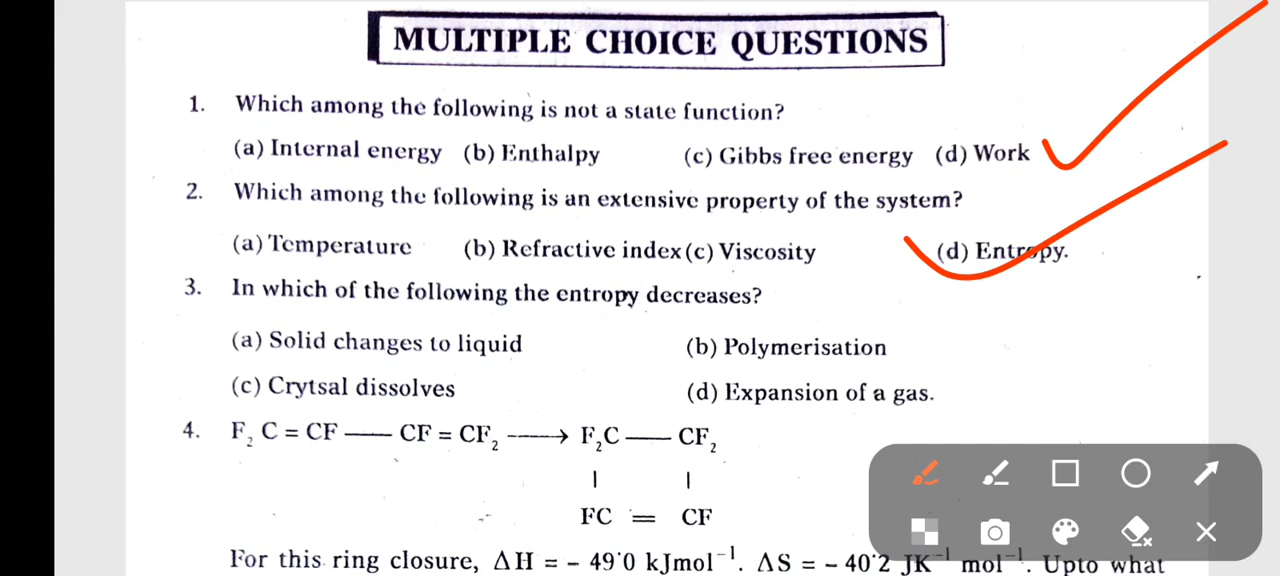 MULTIPLE CHOICE QUESTIONS
1. Which among the following is not a state function?
(a) Internal energy (b) Enthalpy (c) Gibbs free energy (d) Work
2. Which among the following is an extensive property of the system?
(a) Temperature (b) Refractive index (c) Viscosity (d) Entropy.
3. In which of the following the entropy decreases?
(a) Solid changes to liquid (b) Polymerisation
(c) Crytsal dissolves (d) Expansion of a gas.
4. F₂ C = CF — CF = CF₂ ⟶ F₂C — CF₂
| |
FC = CF
For this ring closure, ΔH = − 49·0 kJmol⁻¹. ΔS = − 40·2 JK⁻¹ mol⁻¹. Upto what